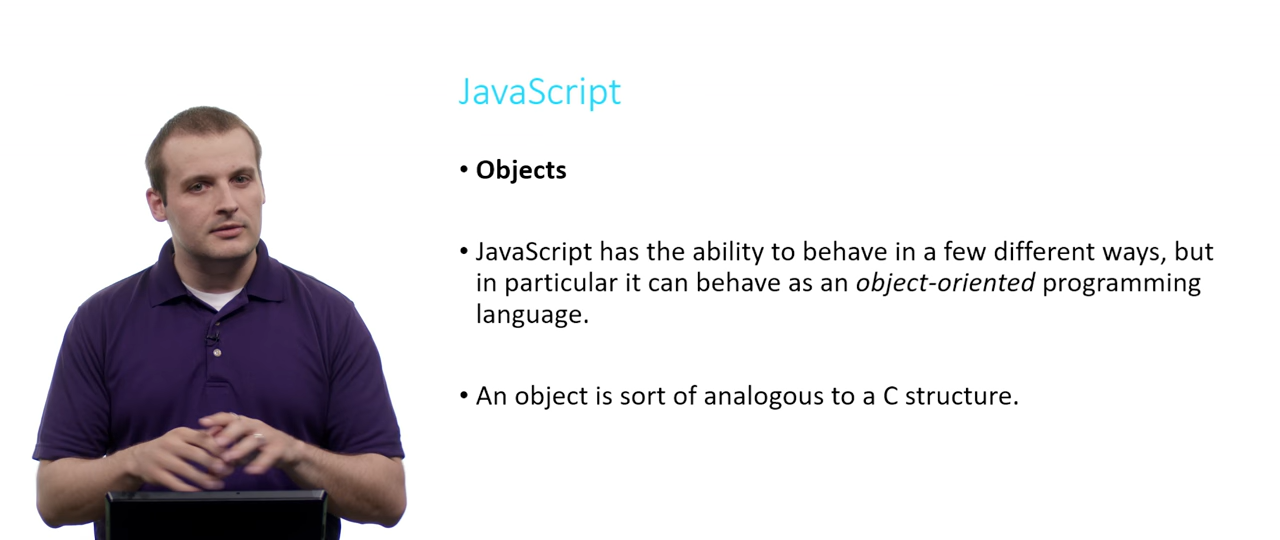 JavaScript
• Objects
• JavaScript has the ability to behave in a few different ways, but
in particular it can behave as an object-oriented programming
language.
• An object is sort of analogous to a C structure.